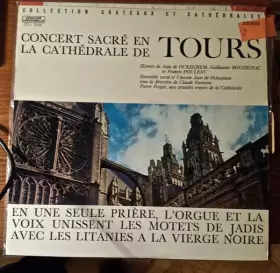 COLLECTION CHATEAUX ET CATHÉDRALES
CONCERT SACRÉ EN
LA CATHÉDRALE DE
TOURS
Œuvres de Jean de OCKEGHEM, Guillaume BOUZIGNAC
et Francis POULENC
Ensemble vocal et Chorale Jean de Ockeghem
sous la direction de Claude Panterne
Pierre Froget, aux grandes orgues de la Cathédrale
EN UNE SEULE PRIÈRE, L'ORGUE ET LA
VOIX UNISSENT LES MOTETS DE JADIS
AVEC LES LITANIES A LA VIERGE NOIRE